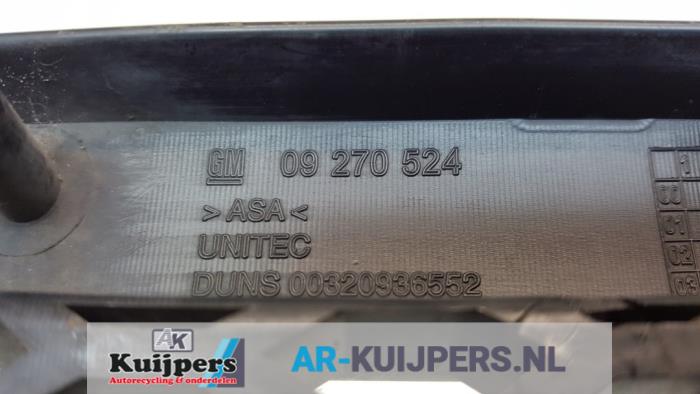 GM 09 270 524
>ASA<
UNITEC
DUNS 00320936552
AK
Kuijpers
Autorecycling & onderdelen
AR-KUIJPERS.NL